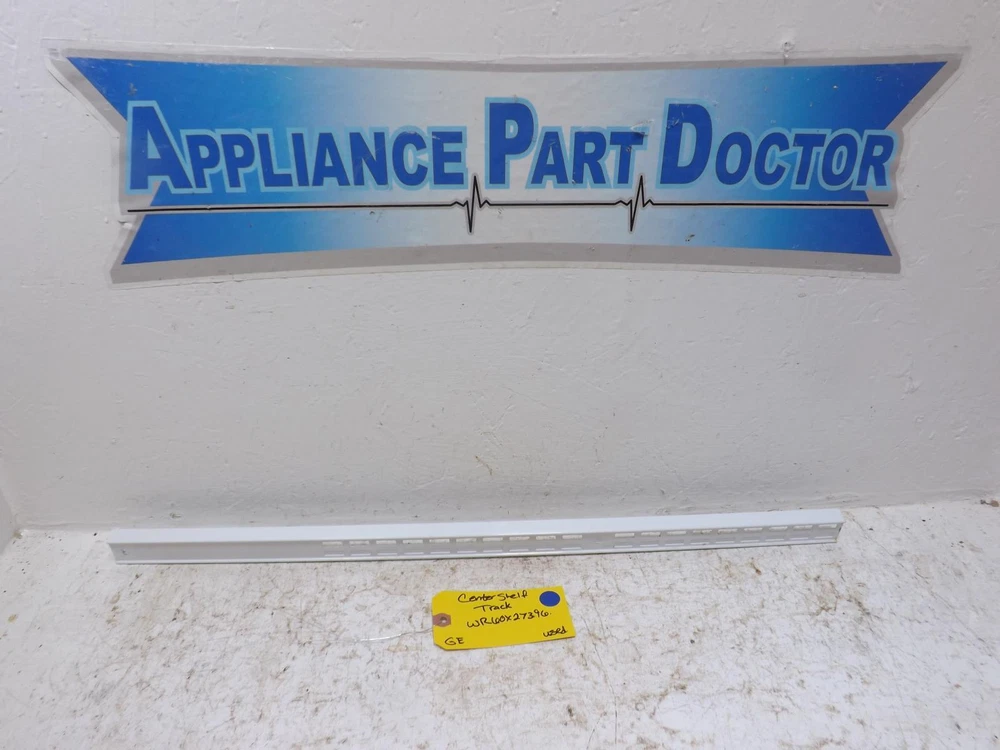 APPLIANCE PART DOCTOR
Center Shelf
Track
WR60X27396
GE used